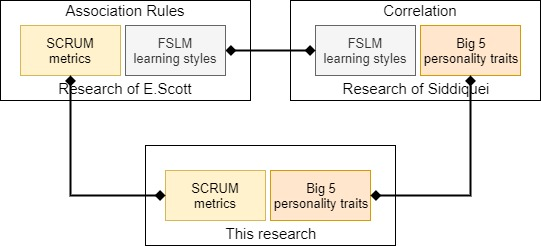 Association Rules
SCRUM
metrics
FSLM
learning styles
Research of E.Scott
Correlation
FSLM
learning styles
Big 5
personality traits
Research of Siddiquei
SCRUM
metrics
Big 5
personality traits
This research